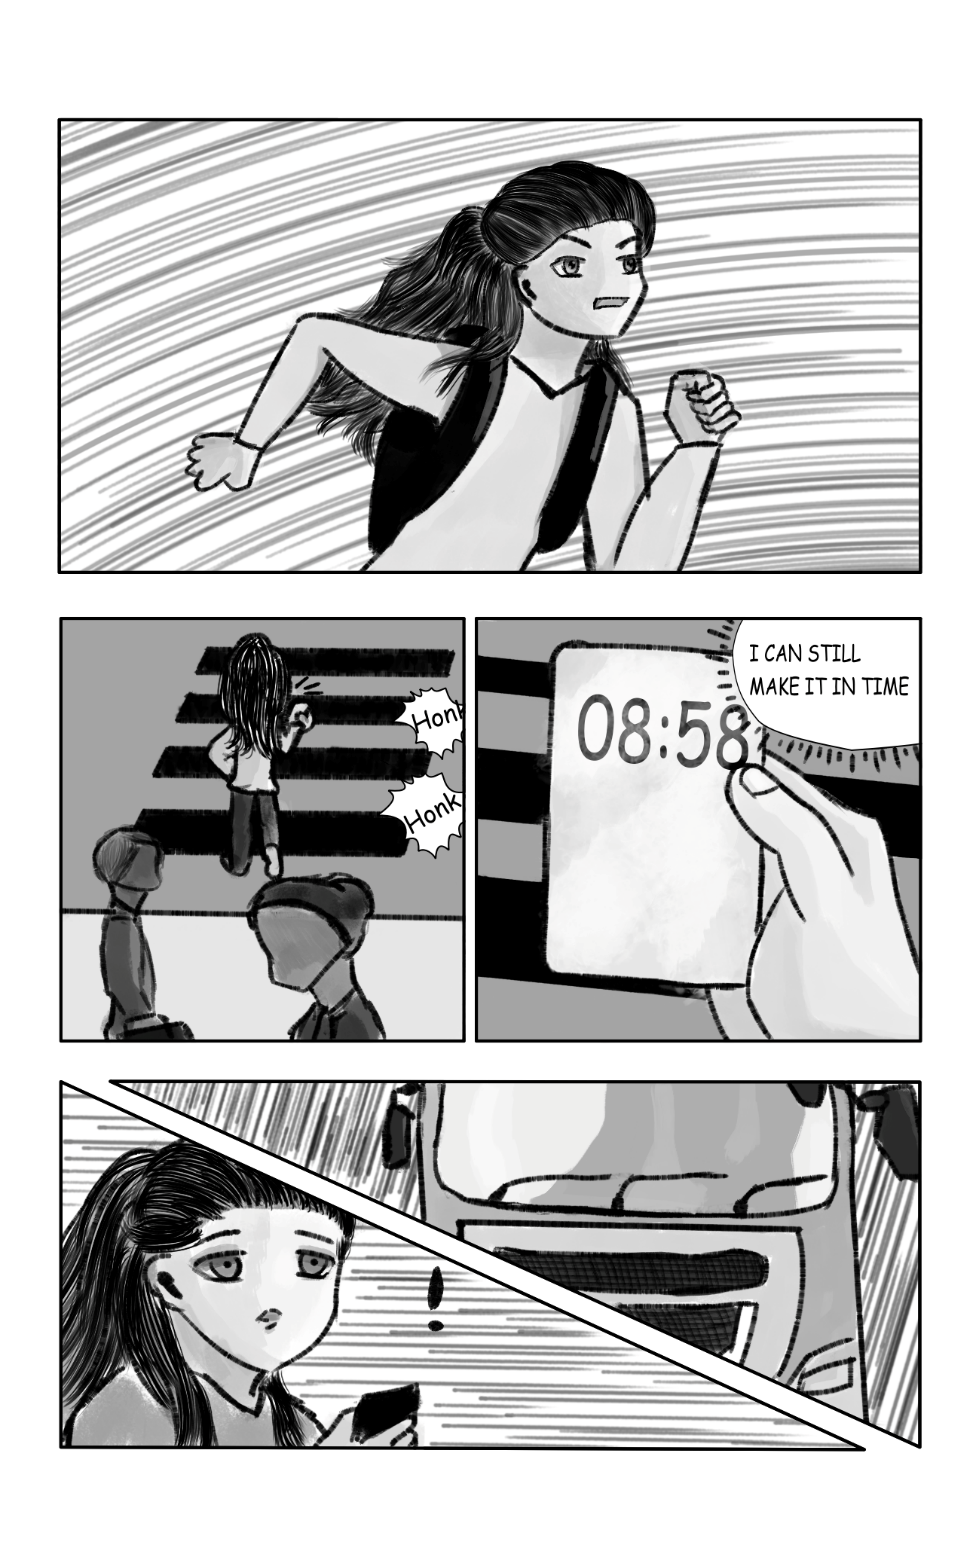 Honk
Honk
08:58
I CAN STILL
MAKE IT IN TIME
!